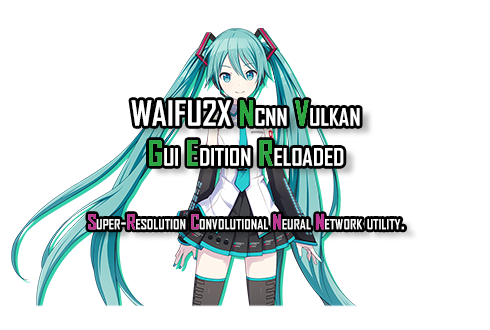 WAIFU2X Ncnn Vulkan
Gui Edition Reloaded
Super-Resolution Convolutional Neural Network utility.